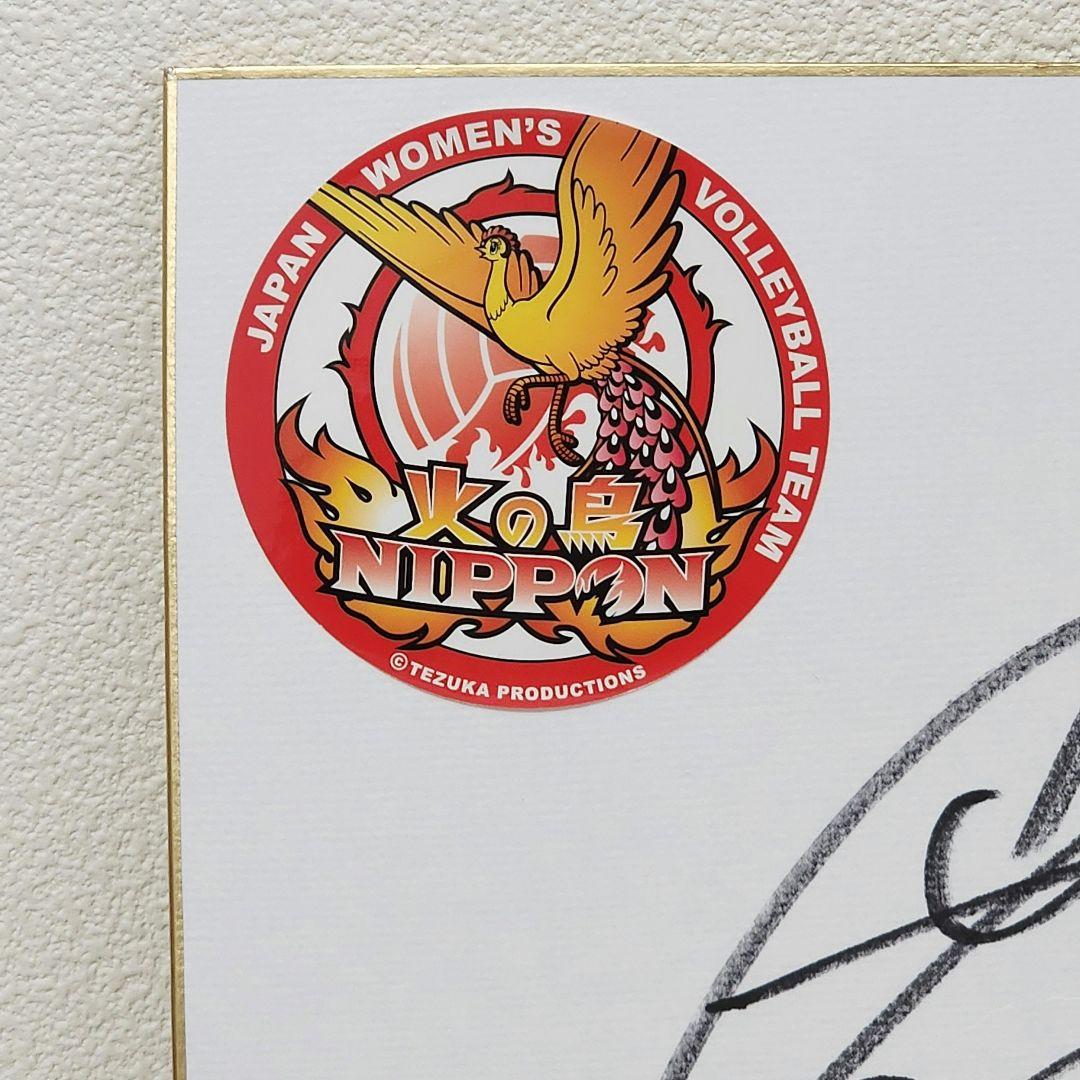 JAPAN WOMEN'S VOLLEYBALL TEAM
火の鳥
NIPPON
©TEZUKA PRODUCTIONS